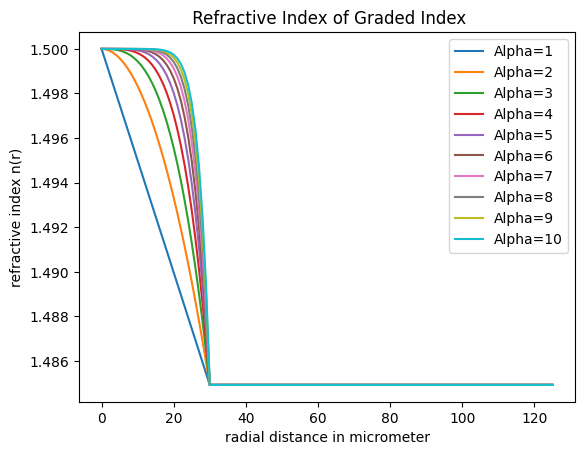 Refractive Index of Graded Index
refractive index n(r)
1.500
1.498
1.496
1.494
1.492
1.490
1.488
1.486
Alpha=1
Alpha=2
Alpha=3
Alpha=4
Alpha=5
Alpha=6
Alpha=7
Alpha=8
Alpha=9
Alpha=10
0 20 40 60 80 100 120
radial distance in micrometer